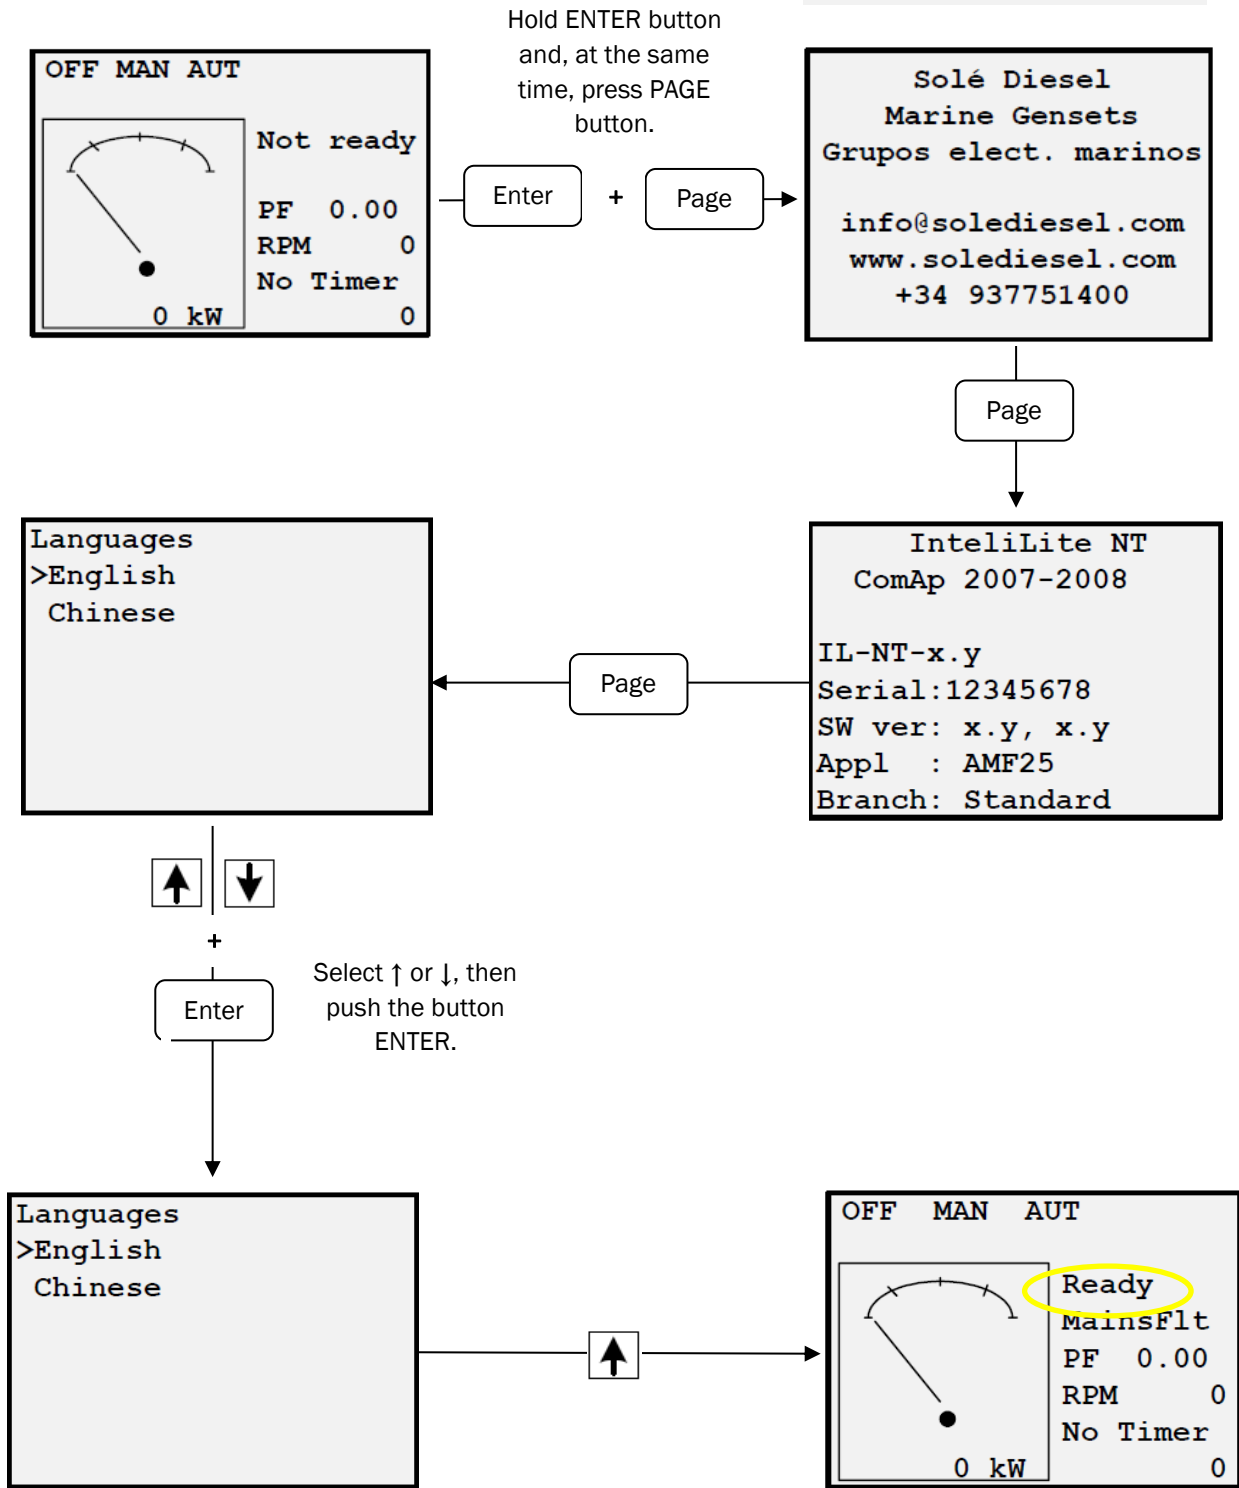 Hold ENTER button
and, at the same
time, press PAGE
button.
OFF MAN AUT
Not ready
PF 0.00
RPM 0
No Timer
0 kW 0
Enter + Page
Solé Diesel
Marine Gensets
Grupos elect. marinos
info@solediesel.com
www.solediesel.com
+34 937751400
Page
InteliLite NT
ComAp 2007-2008
IL-NT-x.y
Serial:12345678
SW ver: x.y, x.y
Appl : AMF25
Branch: Standard
Page
Languages
>English
Chinese
↑ ↓
+
Enter
Select ↑ or ↓, then
push the button
ENTER.
Languages
>English
Chinese
↑
OFF MAN AUT
Ready
MainsFlt
PF 0.00
RPM 0
No Timer
0 kW 0